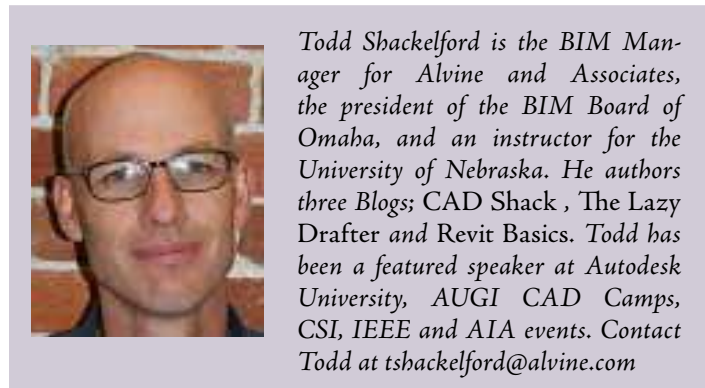 Todd Shackelford is the BIM Man-
ager for Alvine and Associates,
the president of the BIM Board of
Omaha, and an instructor for the
University of Nebraska. He authors
three Blogs; CAD Shack , The Lazy
Drafter and Revit Basics. Todd has
been a featured speaker at Autodesk
University, AUGI CAD Camps,
CSI, IEEE and AIA events. Contact
Todd at tshackelford@alvine.com